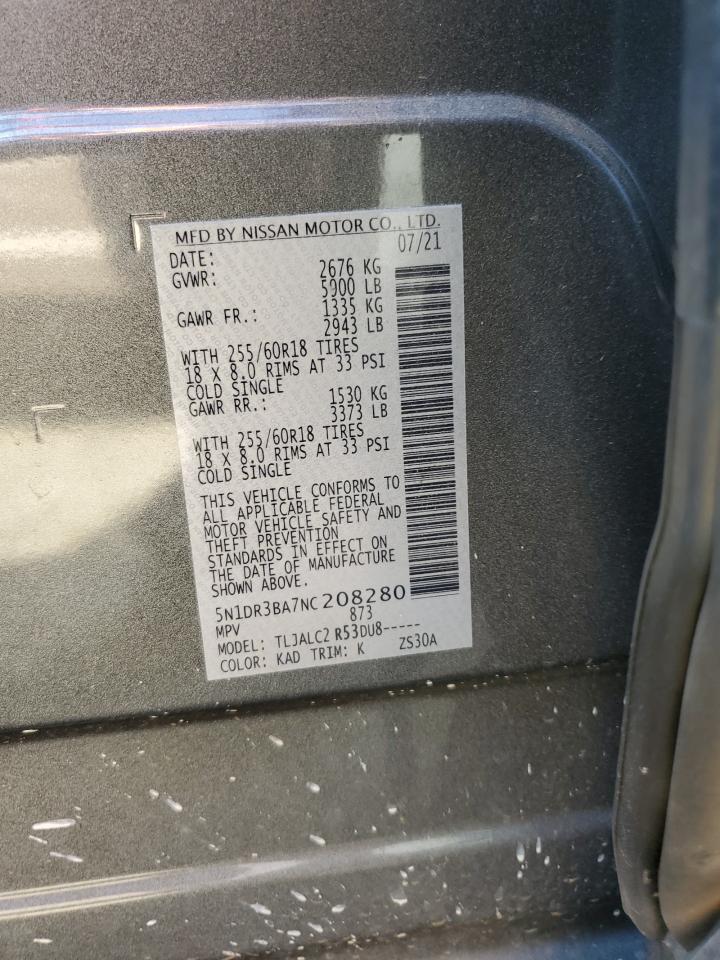 MFD BY NISSAN MOTOR CO., LTD.
DATE: 07/21
GVWR: 2676 KG
5900 LB
GAWR FR.: 1335 KG
2943 LB
WITH 255/60R18 TIRES
18 X 8.0 RIMS AT 33 PSI
COLD SINGLE
GAWR RR.: 1530 KG
3373 LB
WITH 255/60R18 TIRES
18 X 8.0 RIMS AT 33 PSI
COLD SINGLE
THIS VEHICLE CONFORMS TO
ALL APPLICABLE FEDERAL
MOTOR VEHICLE SAFETY AND
THEFT PREVENTION
STANDARDS IN EFFECT ON
THE DATE OF MANUFACTURE
SHOWN ABOVE.
5N1DR3BA7NC208280
MPV 873
MODEL: TLJALC2 R53DU8-----
COLOR: KAD TRIM: K ZS30A